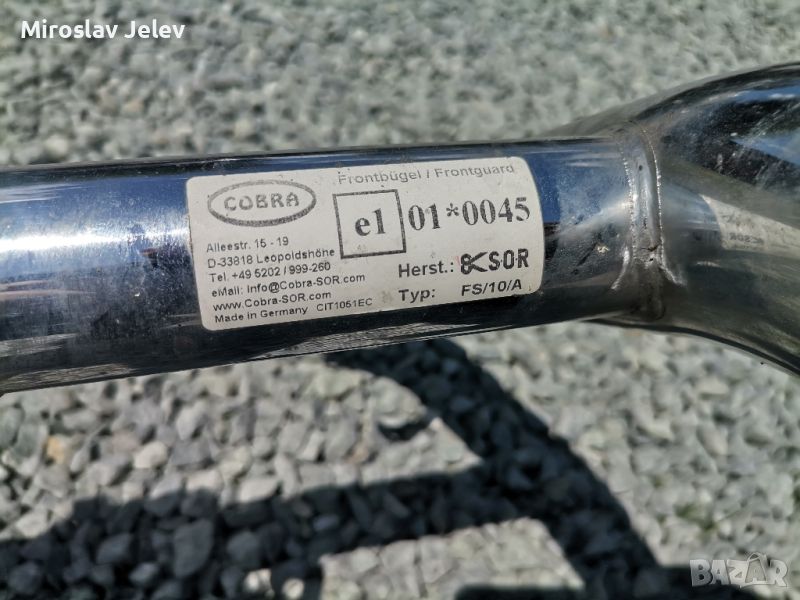 Miroslav Jelev
Frontbügel / Frontguard
COBRA
e1 01*0045
Alleestr. 15 - 19
D-33818 Leopoldshöhe
Tel. +49 5202 / 999-260
eMail: Info@Cobra-SOR.com
www.Cobra-SOR.com
Made in Germany CIT1051EC
Herst.: SOR
Typ: FS/10/A
BAZAR